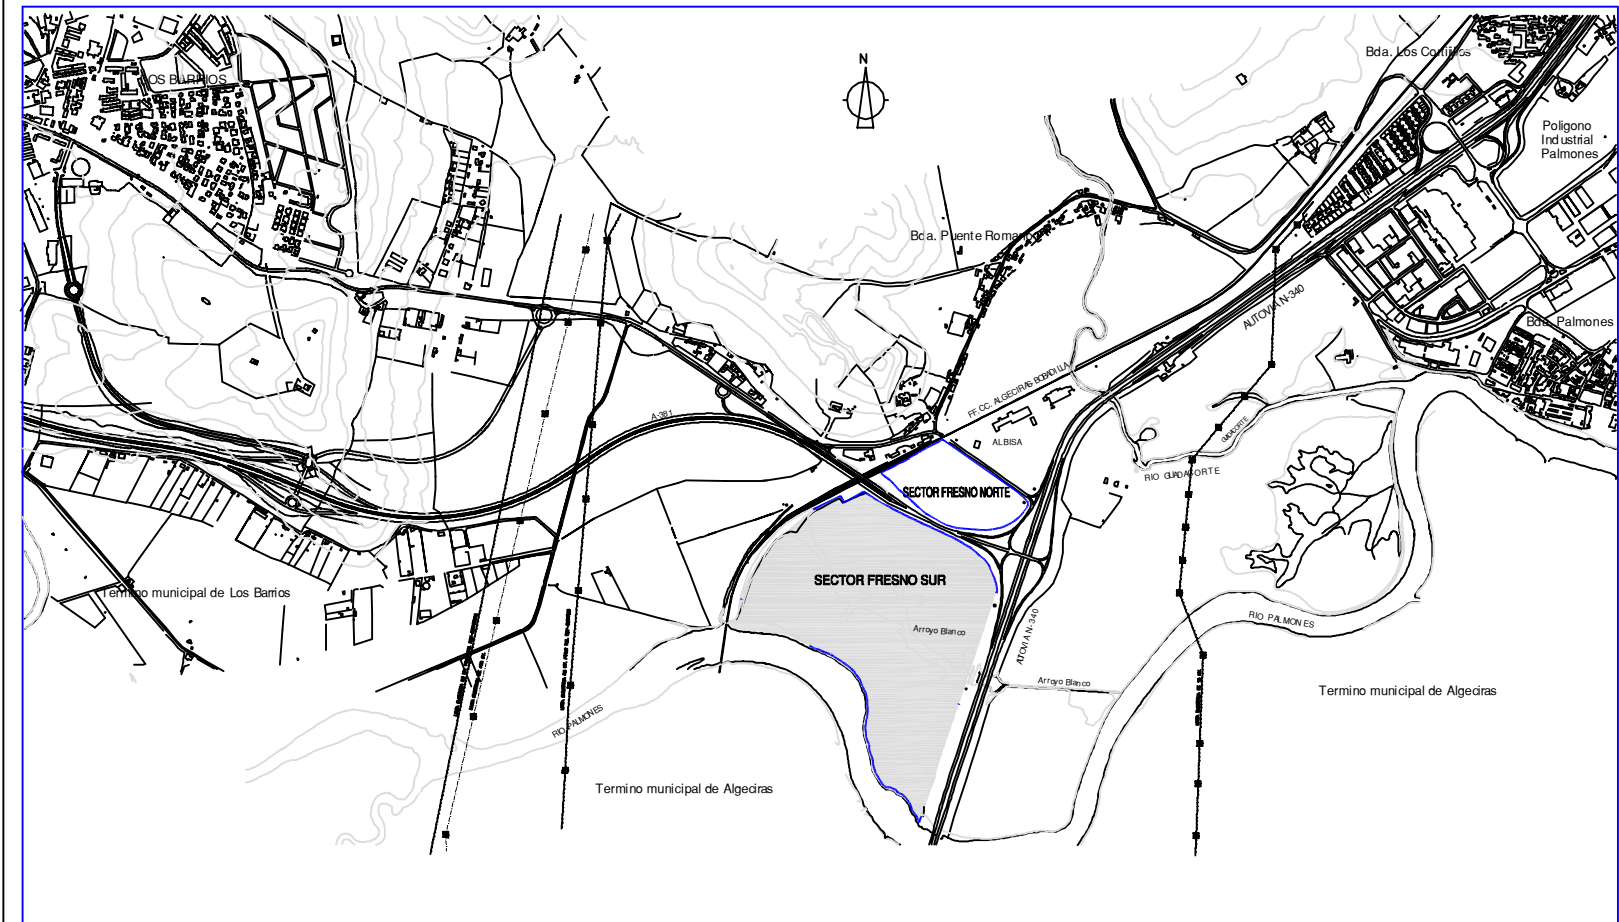 N
Bda. Los Cortijos
LOS BARRIOS
Poligono
Industrial
Palmones
Bda. Puente Romano
AUTOVIA N-340
Bda. Palmones
FF.CC. ALGECIRAS-BOBADILLA
A-381
ALBISA
GUADACORTE
RIO GUADACORTE
SECTOR FRESNO NORTE
SECTOR FRESNO SUR
Termino municipal de Los Barrios
RIO PALMONES
Arroyo Blanco
AUTOVIA N-340
Arroyo Blanco
Termino municipal de Algeciras
RIO PALMONES
Termino municipal de Algeciras